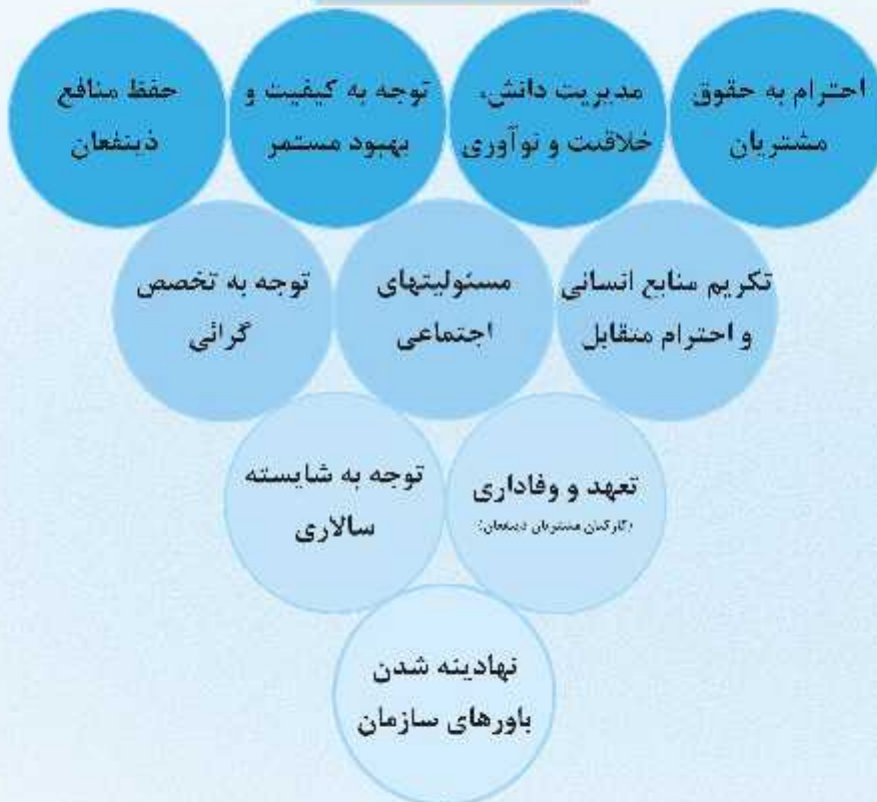 احترام به حقوق
مشتریان
مدیریت دانش،
خلاقیت و نوآوری
توجه به کیفیت و
بهبود مستمر
حفظ منافع
ذینفعان
تکریم منابع انسانی
و احترام متقابل
مسئولیتهای
اجتماعی
توجه به تخصص
گرائی
تعهد و وفاداری
(کارکنان مشتریان ذینفعان)
توجه به شایسته
سالاری
نهادینه شدن
باورهای سازمان